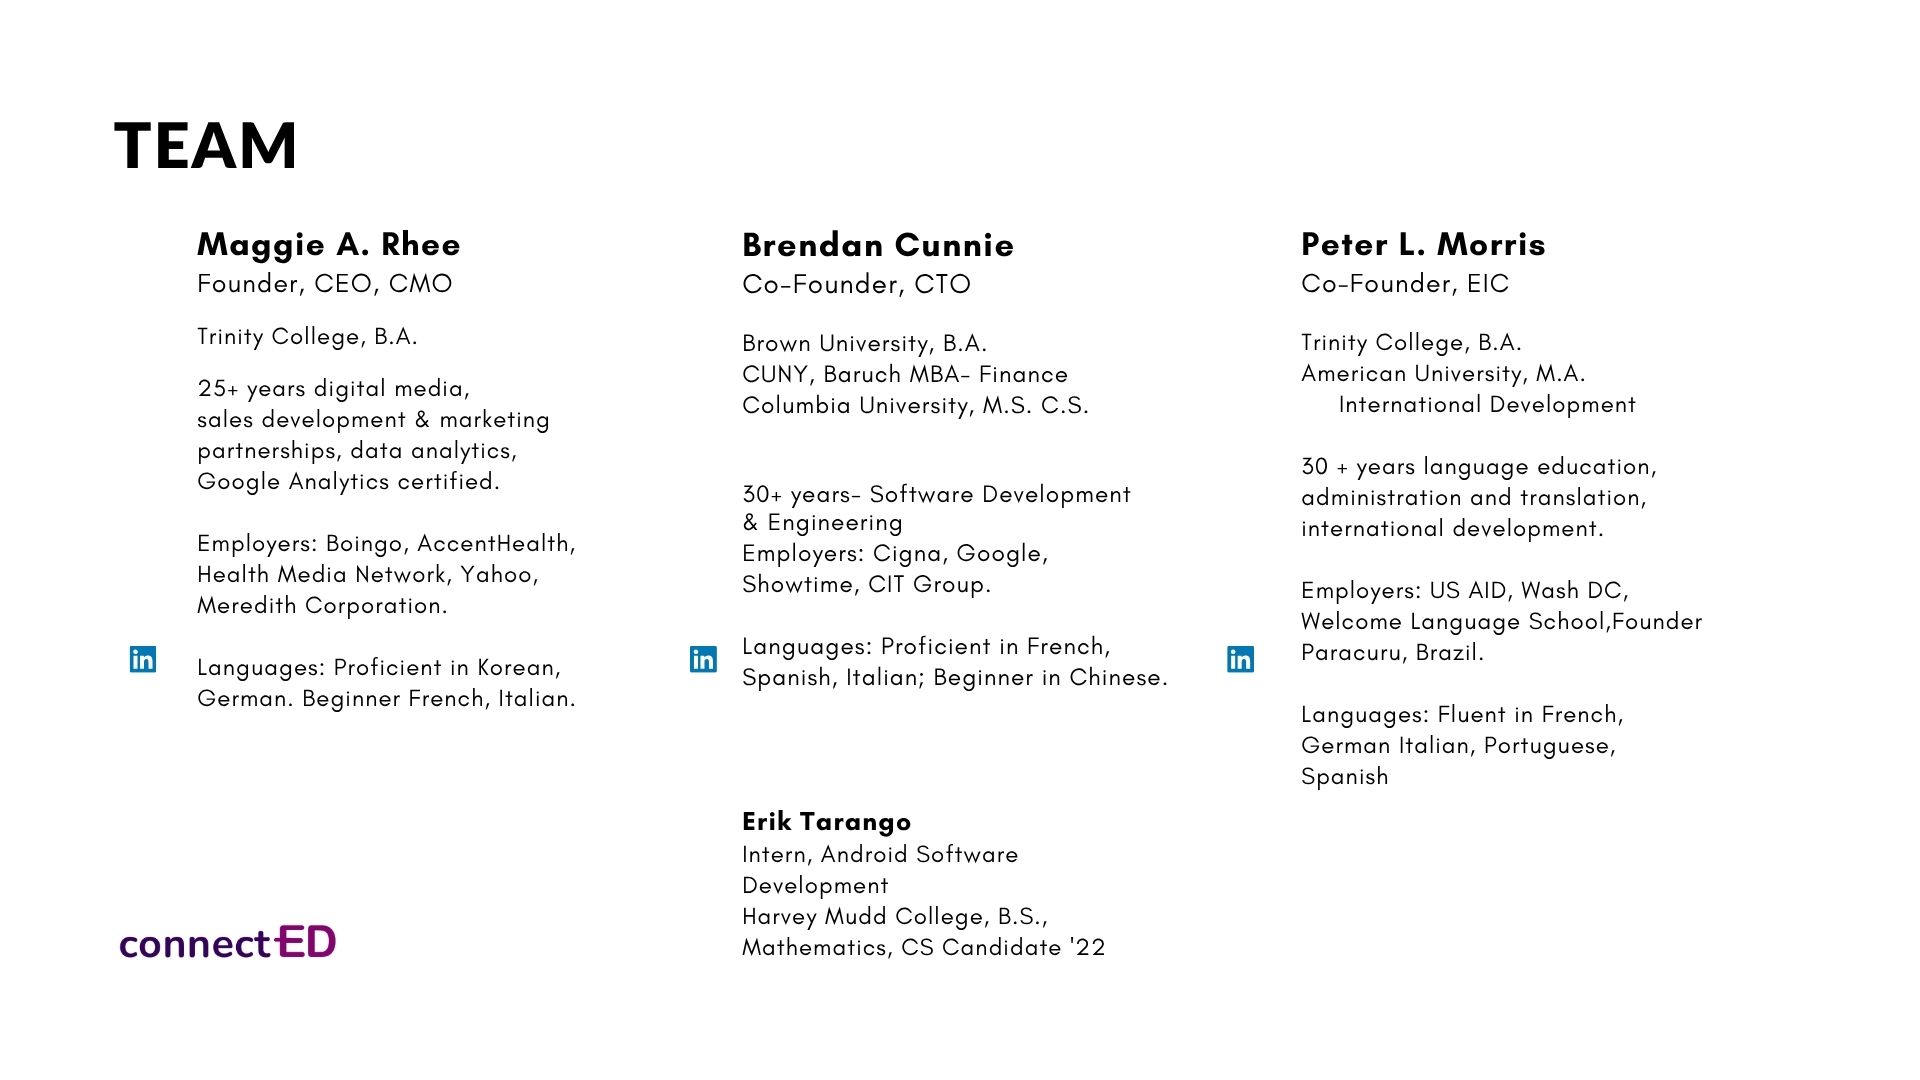 TEAM
Maggie A. Rhee
Founder, CEO, CMO
Trinity College, B.A.
25+ years digital media,
sales development & marketing
partnerships, data analytics,
Google Analytics certified.
Employers: Boingo, AccentHealth,
Health Media Network, Yahoo,
Meredith Corporation.
in
Languages: Proficient in Korean,
German. Beginner French, Italian.
Brendan Cunnie
Co-Founder, CTO
Brown University, B.A.
CUNY, Baruch MBA- Finance
Columbia University, M.S. C.S.
30+ years- Software Development
& Engineering
Employers: Cigna, Google,
Showtime, CIT Group.
in
Languages: Proficient in French,
Spanish, Italian; Beginner in Chinese.
Erik Tarango
Intern, Android Software
Development
Harvey Mudd College, B.S.,
Mathematics, CS Candidate '22
Peter L. Morris
Co-Founder, EIC
Trinity College, B.A.
American University, M.A.
International Development
30 + years language education,
administration and translation,
international development.
Employers: US AID, Wash DC,
Welcome Language School,Founder
Paracuru, Brazil.
in
Languages: Fluent in French,
German Italian, Portuguese,
Spanish
connectED